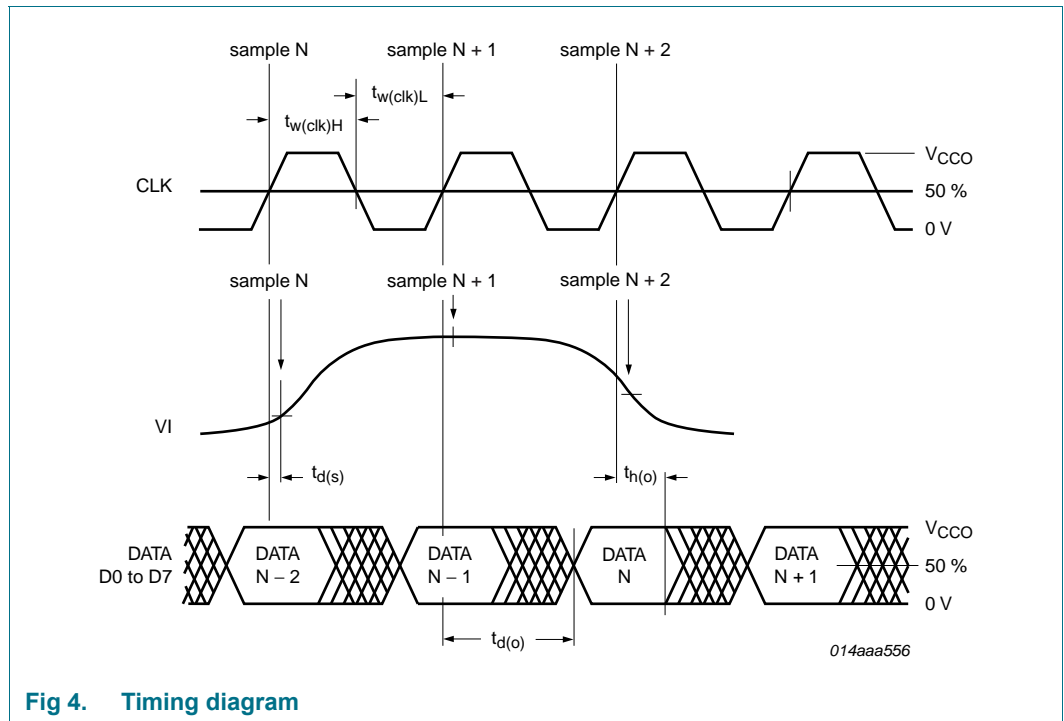 sample N sample N + 1 sample N + 2
tw(clk)L
tw(clk)H
VCCO
CLK 50 %
0 V
sample N sample N + 1 sample N + 2
VI
td(s) th(o)
VCCO
DATA DATA DATA DATA DATA
D0 to D7 N − 2 N − 1 N N + 1 50 %
0 V
td(o)
014aaa556
Fig 4. Timing diagram